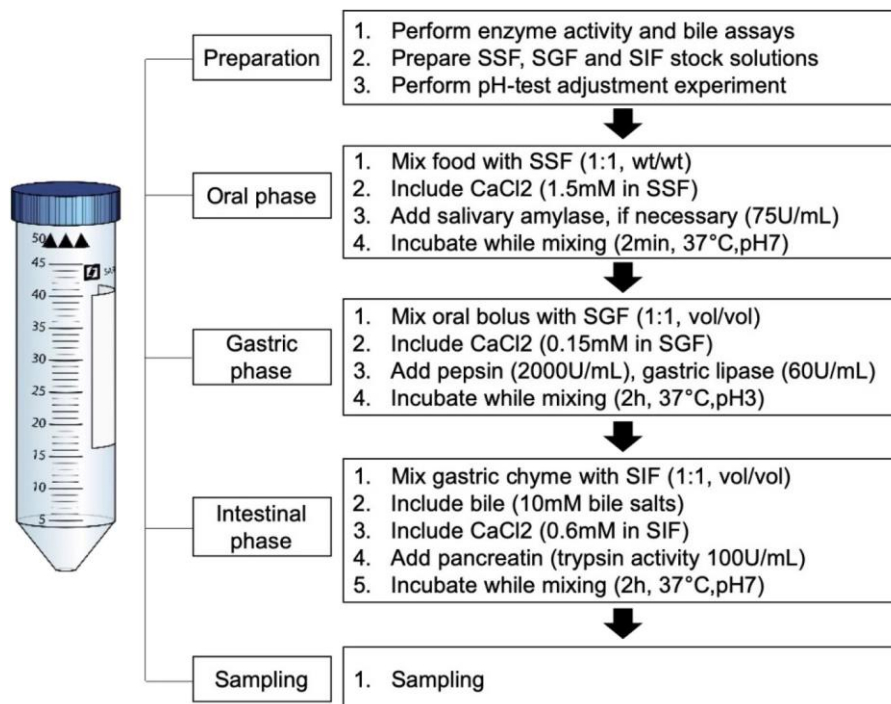 Preparation
1. Perform enzyme activity and bile assays
2. Prepare SSF, SGF and SIF stock solutions
3. Perform pH-test adjustment experiment
Oral phase
1. Mix food with SSF (1:1, wt/wt)
2. Include CaCl2 (1.5mM in SSF)
3. Add salivary amylase, if necessary (75U/mL)
4. Incubate while mixing (2min, 37°C,pH7)
Gastric
phase
1. Mix oral bolus with SGF (1:1, vol/vol)
2. Include CaCl2 (0.15mM in SGF)
3. Add pepsin (2000U/mL), gastric lipase (60U/mL)
4. Incubate while mixing (2h, 37°C,pH3)
Intestinal
phase
1. Mix gastric chyme with SIF (1:1, vol/vol)
2. Include bile (10mM bile salts)
3. Include CaCl2 (0.6mM in SIF)
4. Add pancreatin (trypsin activity 100U/mL)
5. Incubate while mixing (2h, 37°C,pH7)
Sampling
1. Sampling
50
45
40
35
30
25
20
15
10
5